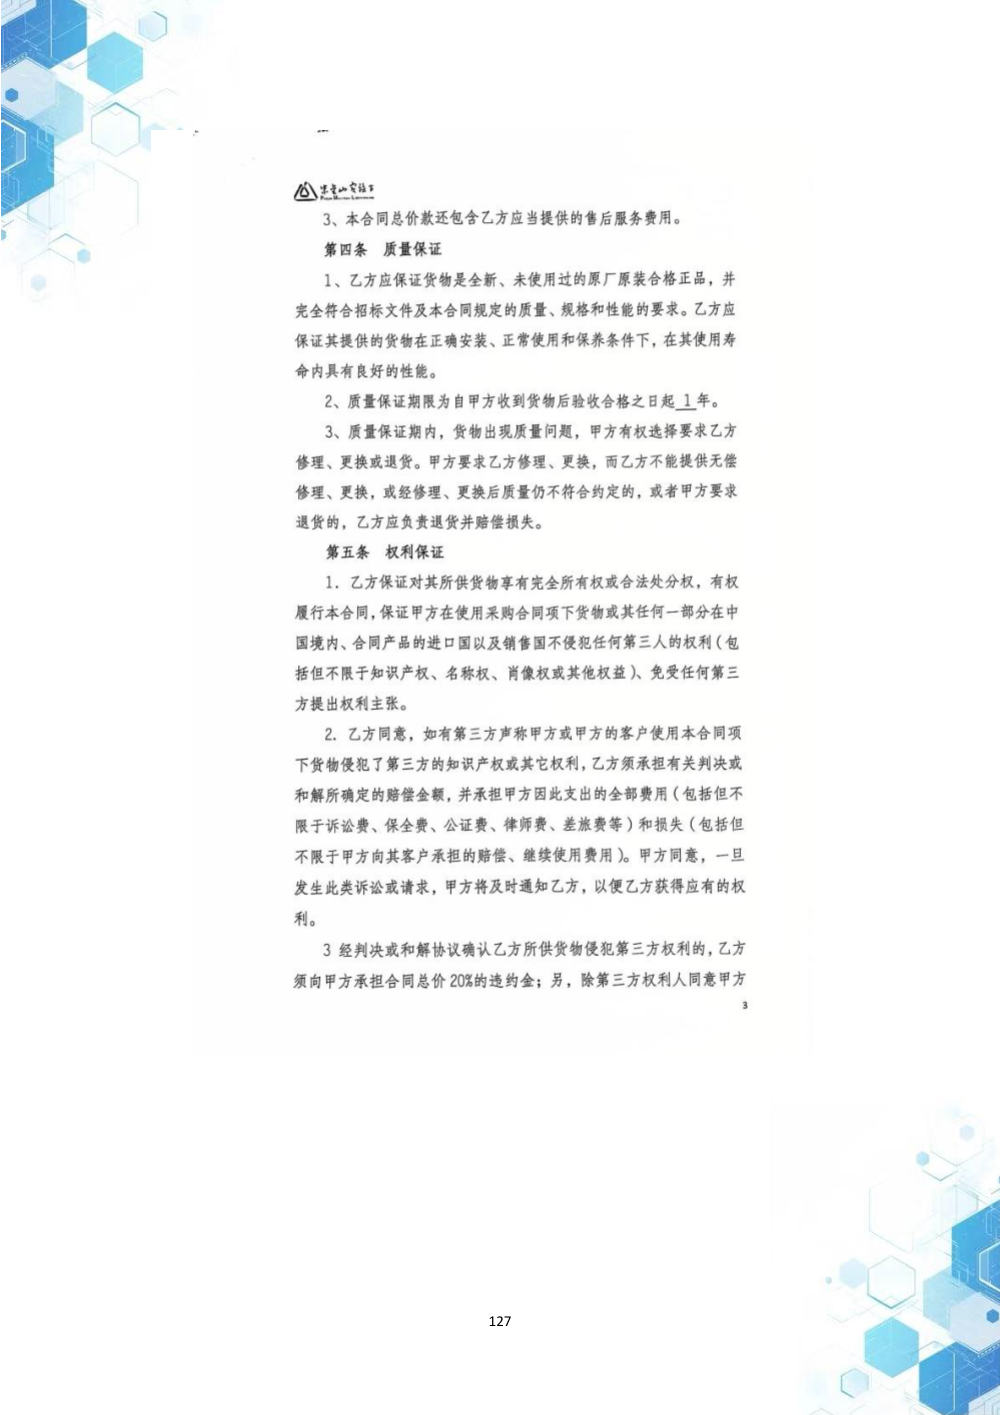 紫金山实验室
Purple Mountain Laboratories
3、本合同总价款还包含乙方应当提供的售后服务费用。
第四条 质量保证
1、乙方应保证货物是全新、未使用过的原厂原装合格正品，并
完全符合招标文件及本合同规定的质量、规格和性能的要求。乙方应
保证其提供的货物在正确安装、正常使用和保养条件下，在其使用寿
命内具有良好的性能。
2、质量保证期限为自甲方收到货物后验收合格之日起 1 年。
3、质量保证期内，货物出现质量问题，甲方有权选择要求乙方
修理、更换或退货。甲方要求乙方修理、更换，而乙方不能提供无偿
修理、更换，或经修理、更换后质量仍不符合约定的，或者甲方要求
退货的，乙方应负责退货并赔偿损失。
第五条 权利保证
1. 乙方保证对其所供货物享有完全所有权或合法处分权，有权
履行本合同，保证甲方在使用采购合同项下货物或其任何一部分在中
国境内、合同产品的进口国以及销售国不侵犯任何第三人的权利（包
括但不限于知识产权、名称权、肖像权或其他权益）、免受任何第三
方提出权利主张。
2. 乙方同意，如有第三方声称甲方或甲方的客户使用本合同项
下货物侵犯了第三方的知识产权或其它权利，乙方须承担有关判决或
和解所确定的赔偿金额，并承担甲方因此支出的全部费用（包括但不
限于诉讼费、保全费、公证费、律师费、差旅费等）和损失（包括但
不限于甲方向其客户承担的赔偿、继续使用费用）。甲方同意，一旦
发生此类诉讼或请求，甲方将及时通知乙方，以便乙方获得应有的权
利。
3 经判决或和解协议确认乙方所供货物侵犯第三方权利的，乙方
须向甲方承担合同总价 20%的违约金；另，除第三方权利人同意甲方
3
127